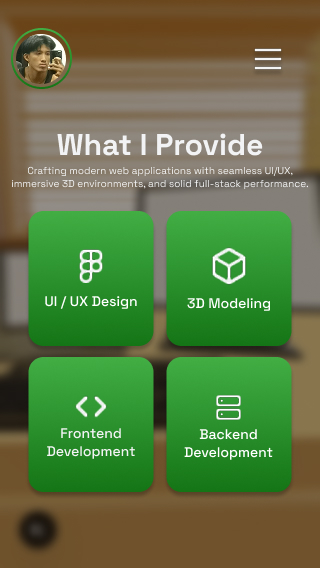 What I Provide
Crafting modern web applications with seamless UI/UX,
immersive 3D environments, and solid full-stack performance.
UI / UX Design
3D Modeling
Frontend
Development
Backend
Development